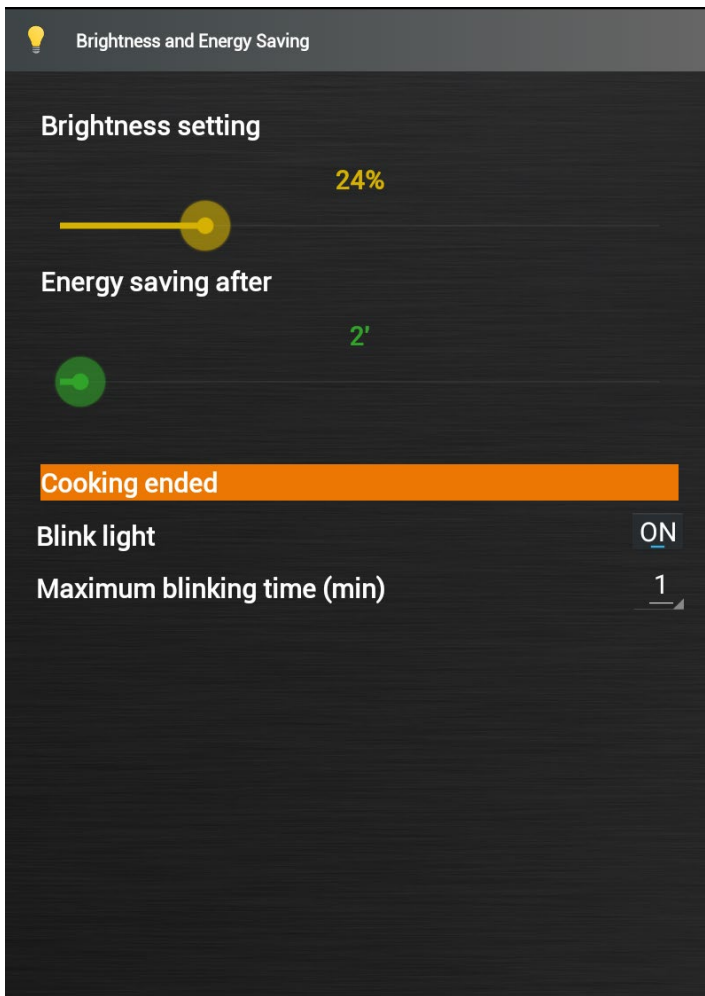 Brightness and Energy Saving
Brightness setting
24%
Energy saving after
2'
Cooking ended
Blink light
ON
Maximum blinking time (min)
1